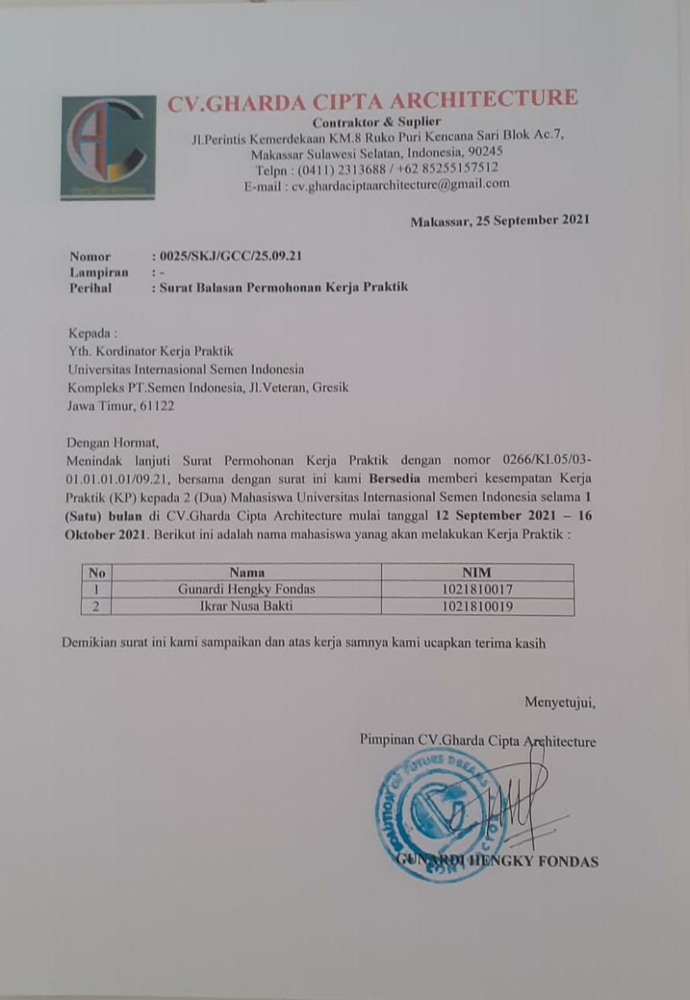 CV.GHARDA CIPTA ARCHITECTURE
Contraktor & Suplier
Jl.Perintis Kemerdekaan KM.8 Ruko Puri Kencana Sari Blok Ac.7,
Makassar Sulawesi Selatan, Indonesia, 90245
Telpn : (0411) 2313688 / +62 85255157512
E-mail : cv.ghardaciptaarchitecture@gmail.com
Makassar, 25 September 2021
Nomor : 0025/SKJ/GCC/25.09.21
Lampiran : -
Perihal : Surat Balasan Permohonan Kerja Praktik
Kepada :
Yth. Kordinator Kerja Praktik
Universitas Internasional Semen Indonesia
Kompleks PT.Semen Indonesia, Jl.Veteran, Gresik
Jawa Timur, 61122
Dengan Hormat,
Menindak lanjuti Surat Permohonan Kerja Praktik dengan nomor 0266/KI.05/03-
01.01.01.01/09.21, bersama dengan surat ini kami Bersedia memberi kesempatan Kerja
Praktik (KP) kepada 2 (Dua) Mahasiswa Universitas Internasional Semen Indonesia selama 1
(Satu) bulan di CV.Gharda Cipta Architecture mulai tanggal 12 September 2021 – 16
Oktober 2021. Berikut ini adalah nama mahasiswa yanag akan melakukan Kerja Praktik :
No Nama NIM
1 Gunardi Hengky Fondas 1021810017
2 Ikrar Nusa Bakti 1021810019
Demikian surat ini kami sampaikan dan atas kerja samnya kami ucapkan terima kasih
Menyetujui,
Pimpinan CV.Gharda Cipta Architecture
OF FUTURE DREAMS
GUNARDI HENGKY FONDAS